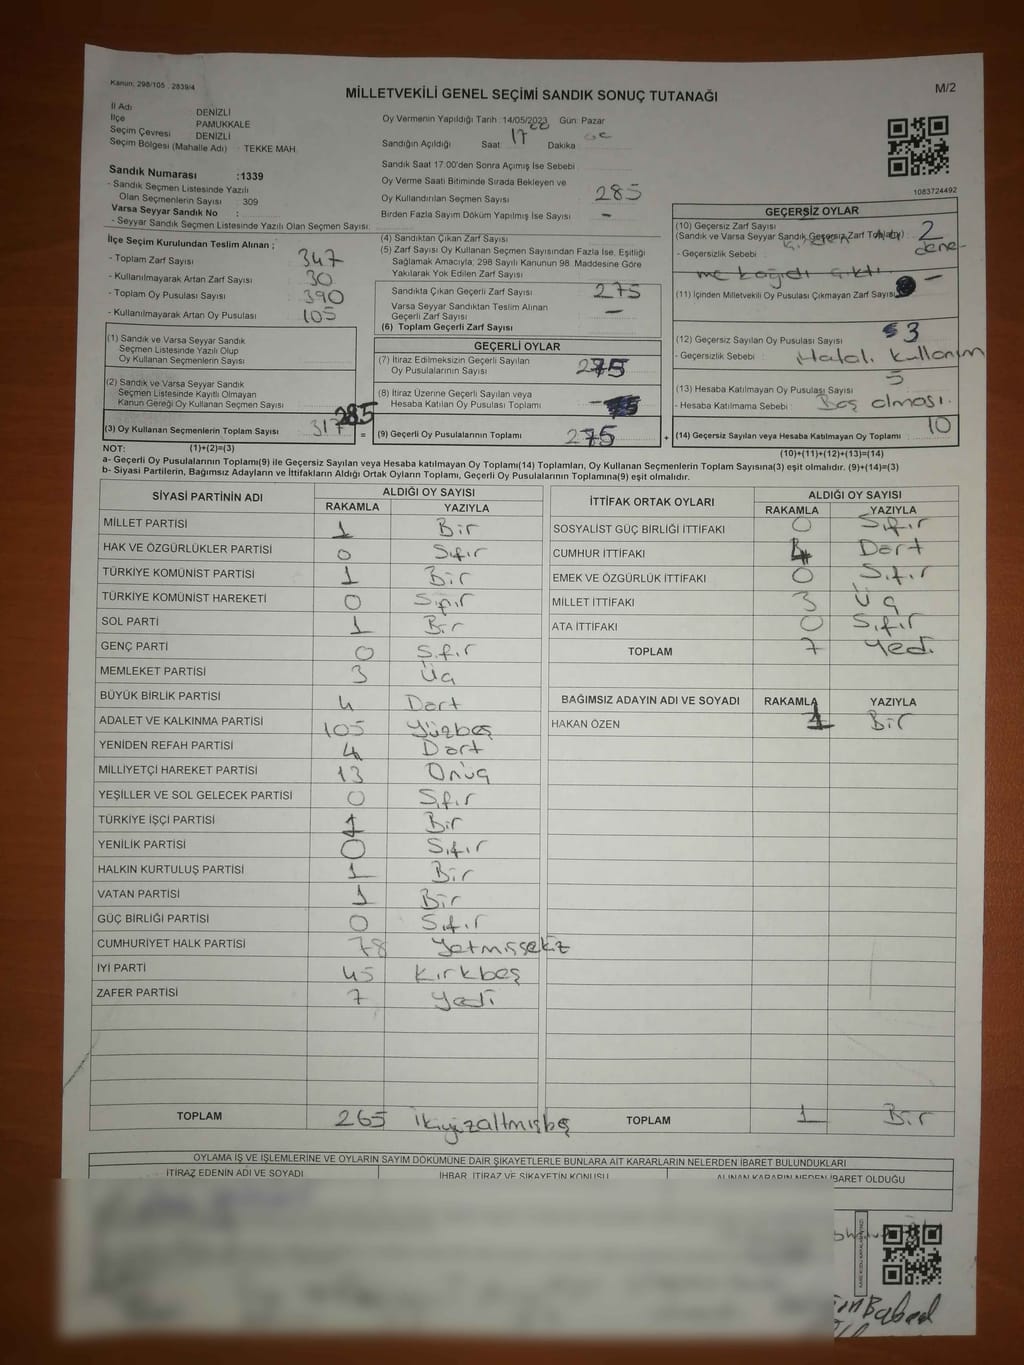 Kanun: 298/105 . 2839/4
M/2
MİLLETVEKİLİ GENEL SEÇİMİ SANDIK SONUÇ TUTANAĞI
İl Adı DENİZLİ
İlçe PAMUKKALE
Seçim Çevresi DENİZLİ
Seçim Bölgesi (Mahalle Adı) : TEKKE MAH.
Sandık Numarası :1339
- Sandık Seçmen Listesinde Yazılı
Olan Seçmenlerin Sayısı : 309
Varsa Seyyar Sandık No :
- Seyyar Sandık Seçmen Listesinde Yazılı Olan Seçmen Sayısı:
Oy Vermenin Yapıldığı Tarih :14/05/2023 Gün: Pazar
Sandığın Açıldığı Saat: 17 00 Dakika
Sandık Saat 17:00'den Sonra Açımış İse Sebebi
Oy Verme Saati Bitiminde Sırada Bekleyen ve
Oy Kullandırılan Seçmen Sayısı 285
Birden Fazla Sayım Döküm Yapılmış İse Sayısı -
1083724492
İlçe Seçim Kurulundan Teslim Alınan ;
- Toplam Zarf Sayısı 347
- Kullanılmayarak Artan Zarf Sayısı 30
- Toplam Oy Pusulası Sayısı 390
- Kullanılmayarak Artan Oy Pusulası 105
(4) Sandıktan Çıkan Zarf Sayısı
(5) Zarf Sayısı Oy Kullanan Seçmen Sayısından Fazla İse, Eşitliği
Sağlamak Amacıyla; 298 Sayılı Kanunun 98. Maddesine Göre
Yakılarak Yok Edilen Zarf Sayısı
Sandıkta Çıkan Geçerli Zarf Sayısı 275
Varsa Seyyar Sandıktan Teslim Alınan
Geçerli Zarf Sayısı -
(6) Toplam Geçerli Zarf Sayısı
GEÇERSİZ OYLAR
(10) Geçersiz Zarf Sayısı
(Sandık ve Varsa Seyyar Sandık Geçersiz Zarf Toplamı) : 2
- Geçersizlik Sebebi : dene-
me kağıdı çıktı
(11) İçinden Milletvekili Oy Pusulası Çıkmayan Zarf Sayısı -
(12) Geçersiz Sayılan Oy Pusulası Sayısı : 3
- Geçersizlik Sebebi : Hatalı kullanım
(13) Hesaba Katılmayan Oy Pusulası Sayısı : 5
- Hesaba Katılmama Sebebi : Boş olması.
(14) Geçersiz Sayılan veya Hesaba Katılmayan Oy Toplamı 10
(1) Sandık ve Varsa Seyyar Sandık
Seçmen Listesinde Yazılı Olup
Oy Kullanan Seçmenlerin Sayısı
(2) Sandık ve Varsa Seyyar Sandık
Seçmen Listesinde Kayıtlı Olmayan
Kanun Gereği Oy Kullanan Seçmen Sayısı
(3) Oy Kullanan Seçmenlerin Toplam Sayısı 317 285 =
GEÇERLİ OYLAR
(7) İtiraz Edilmeksizin Geçerli Sayılan
Oy Pusulalarının Sayısı 275
(8) İtiraz Üzerine Geçerli Sayılan veya
Hesaba Katılan Oy Pusulası Toplamı
(9) Geçerli Oy Pusulalarının Toplamı : 275 +
NOT: (1)+(2)=(3)
(10)+(11)+(12)+(13)=(14)
a- Geçerli Oy Pusulalarının Toplamı(9) ile Geçersiz Sayılan veya Hesaba katılmayan Oy Toplamı(14) Toplamları, Oy Kullanan Seçmenlerin Toplam Sayısına(3) eşit olmalıdır. (9)+(14)=(3)
b- Siyasi Partilerin, Bağımsız Adayların ve İttifakların Aldığı Ortak Oyların Toplamı, Geçerli Oy Pusulalarının Toplamına(9) eşit olmalıdır.
SİYASİ PARTİNİN ADI ALDIĞI OY SAYISI
RAKAMLA YAZIYLA
MİLLET PARTİSİ 1 Bir
HAK VE ÖZGÜRLÜKLER PARTİSİ 0 Sıfır
TÜRKİYE KOMÜNİST PARTİSİ 1 Bir
TÜRKİYE KOMÜNİST HAREKETİ 0 Sıfır
SOL PARTİ 1 Bir
GENÇ PARTİ 0 Sıfır
MEMLEKET PARTİSİ 3 Üç
BÜYÜK BİRLİK PARTİSİ 4 Dört
ADALET VE KALKINMA PARTİSİ 105 Yüzbeş
YENİDEN REFAH PARTİSİ 4 Dört
MİLLİYETÇİ HAREKET PARTİSİ 13 Onüç
YEŞİLLER VE SOL GELECEK PARTİSİ 0 Sıfır
TÜRKİYE İŞÇİ PARTİSİ 1 Bir
YENİLİK PARTİSİ 0 Sıfır
HALKIN KURTULUŞ PARTİSİ 1 Bir
VATAN PARTİSİ 1 Bir
GÜÇ BİRLİĞİ PARTİSİ 0 Sıfır
CUMHURİYET HALK PARTİSİ 78 Yetmişsekiz
İYİ PARTİ 45 Kırkbeş
ZAFER PARTİSİ 7 Yedi
TOPLAM 265 İkiyüzaltmışbeş
İTTİFAK ORTAK OYLARI ALDIĞI OY SAYISI
RAKAMLA YAZIYLA
SOSYALİST GÜÇ BİRLİĞİ İTTİFAKI 0 Sıfır
CUMHUR İTTİFAKI 4 Dört
EMEK VE ÖZGÜRLÜK İTTİFAKI 0 Sıfır
MİLLET İTTİFAKI 3 Üç
ATA İTTİFAKI 0 Sıfır
TOPLAM 7 Yedi
BAĞIMSIZ ADAYIN ADI VE SOYADI RAKAMLA YAZIYLA
HAKAN ÖZEN 1 Bir
TOPLAM 1 Bir
OYLAMA İŞ VE İŞLEMLERİNE VE OYLARIN SAYIM DÖKÜMÜNE DAİR ŞİKAYETLERLE BUNLARA AİT KARARLARIN NELERDEN İBARET BULUNDUKLARI
İTİRAZ EDENİN ADI VE SOYADI İHBAR, İTİRAZ VE ŞİKAYETİN KONUSU ALINAN KARARIN NEDEN İBARET OLDUĞU